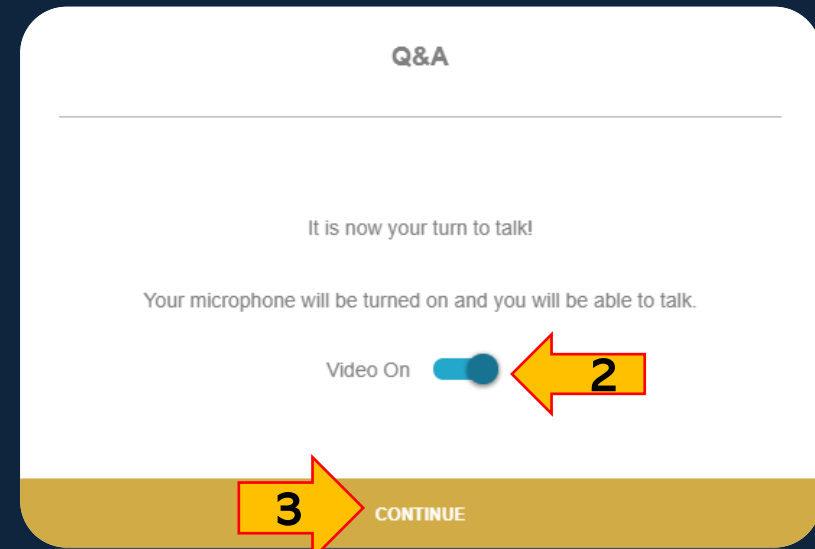 Q&A
It is now your turn to talk!
Your microphone will be turned on and you will be able to talk.
Video On 2
3 CONTINUE